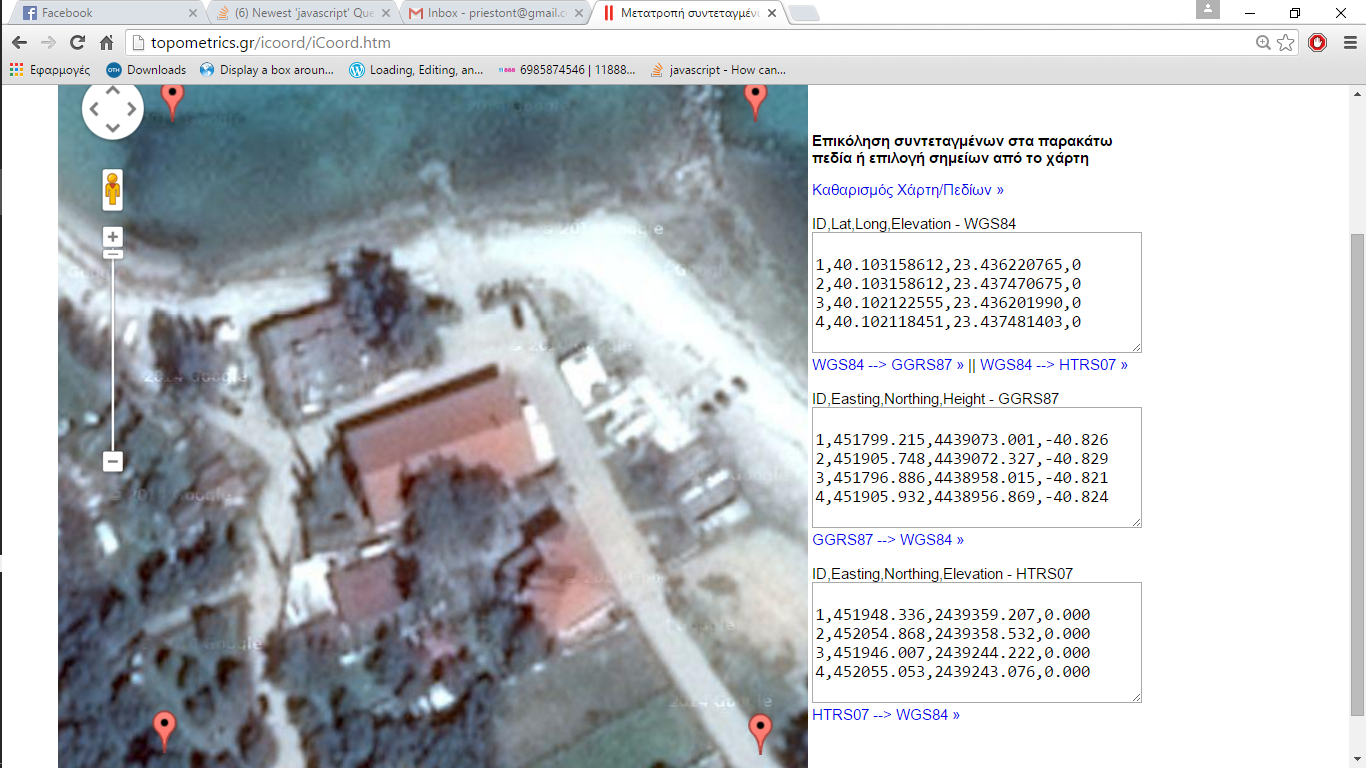 Facebook
(6) Newest 'javascript' Que
Inbox - priestont@gmail.c
Μετατροπή συντεταγμένω
topometrics.gr/icoord/iCoord.htm
Εφαρμογές
OTH
Downloads
Display a box aroun...
Loading, Editing, an...
11888
6985874546 | 11888...
javascript - How can...
Επικόληση συντεταγμένων στα παρακάτω
πεδία ή επιλογή σημείων από το χάρτη
Καθαρισμός Χάρτη/Πεδίων »
ID,Lat,Long,Elevation - WGS84
1,40.103158612,23.436220765,0
2,40.103158612,23.437470675,0
3,40.102122555,23.436201990,0
4,40.102118451,23.437481403,0
WGS84 --> GGRS87 » || WGS84 --> HTRS07 »
ID,Easting,Northing,Height - GGRS87
1,451799.215,4439073.001,-40.826
2,451905.748,4439072.327,-40.829
3,451796.886,4438958.015,-40.821
4,451905.932,4438956.869,-40.824
GGRS87 --> WGS84 »
ID,Easting,Northing,Elevation - HTRS07
1,451948.336,2439359.207,0.000
2,452054.868,2439358.532,0.000
3,451946.007,2439244.222,0.000
4,452055.053,2439243.076,0.000
HTRS07 --> WGS84 »
© 2014 Google
2014 Google
© 2014 Google